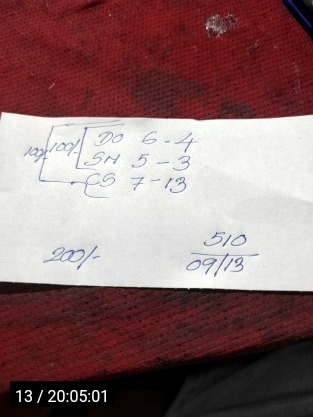 100/- 100/- DO 6-4
SH 5-3
CS 7-13
200/-
510
09/13
13 / 20:05:01